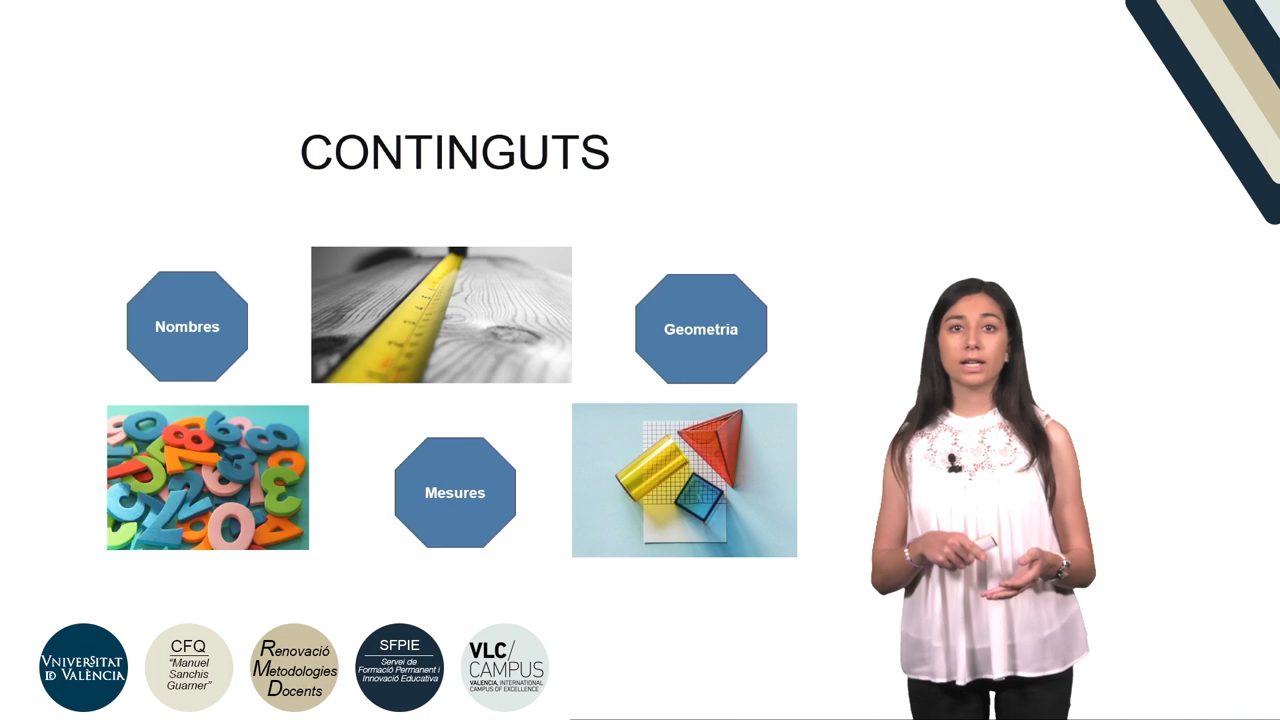 CONTINGUTS
Nombres
Geometria
Mesures
VNIVERSITAT
ID VALÈNCIA
CFQ
“Manuel
Sanchis
Guarner”
Renovació
Metodologies
Docents
SFPIE
Servei de
Formació Permanent i
Innovació Educativa
VLC/
CAMPUS
VALENCIA, INTERNATIONAL
CAMPUS OF EXCELLENCE